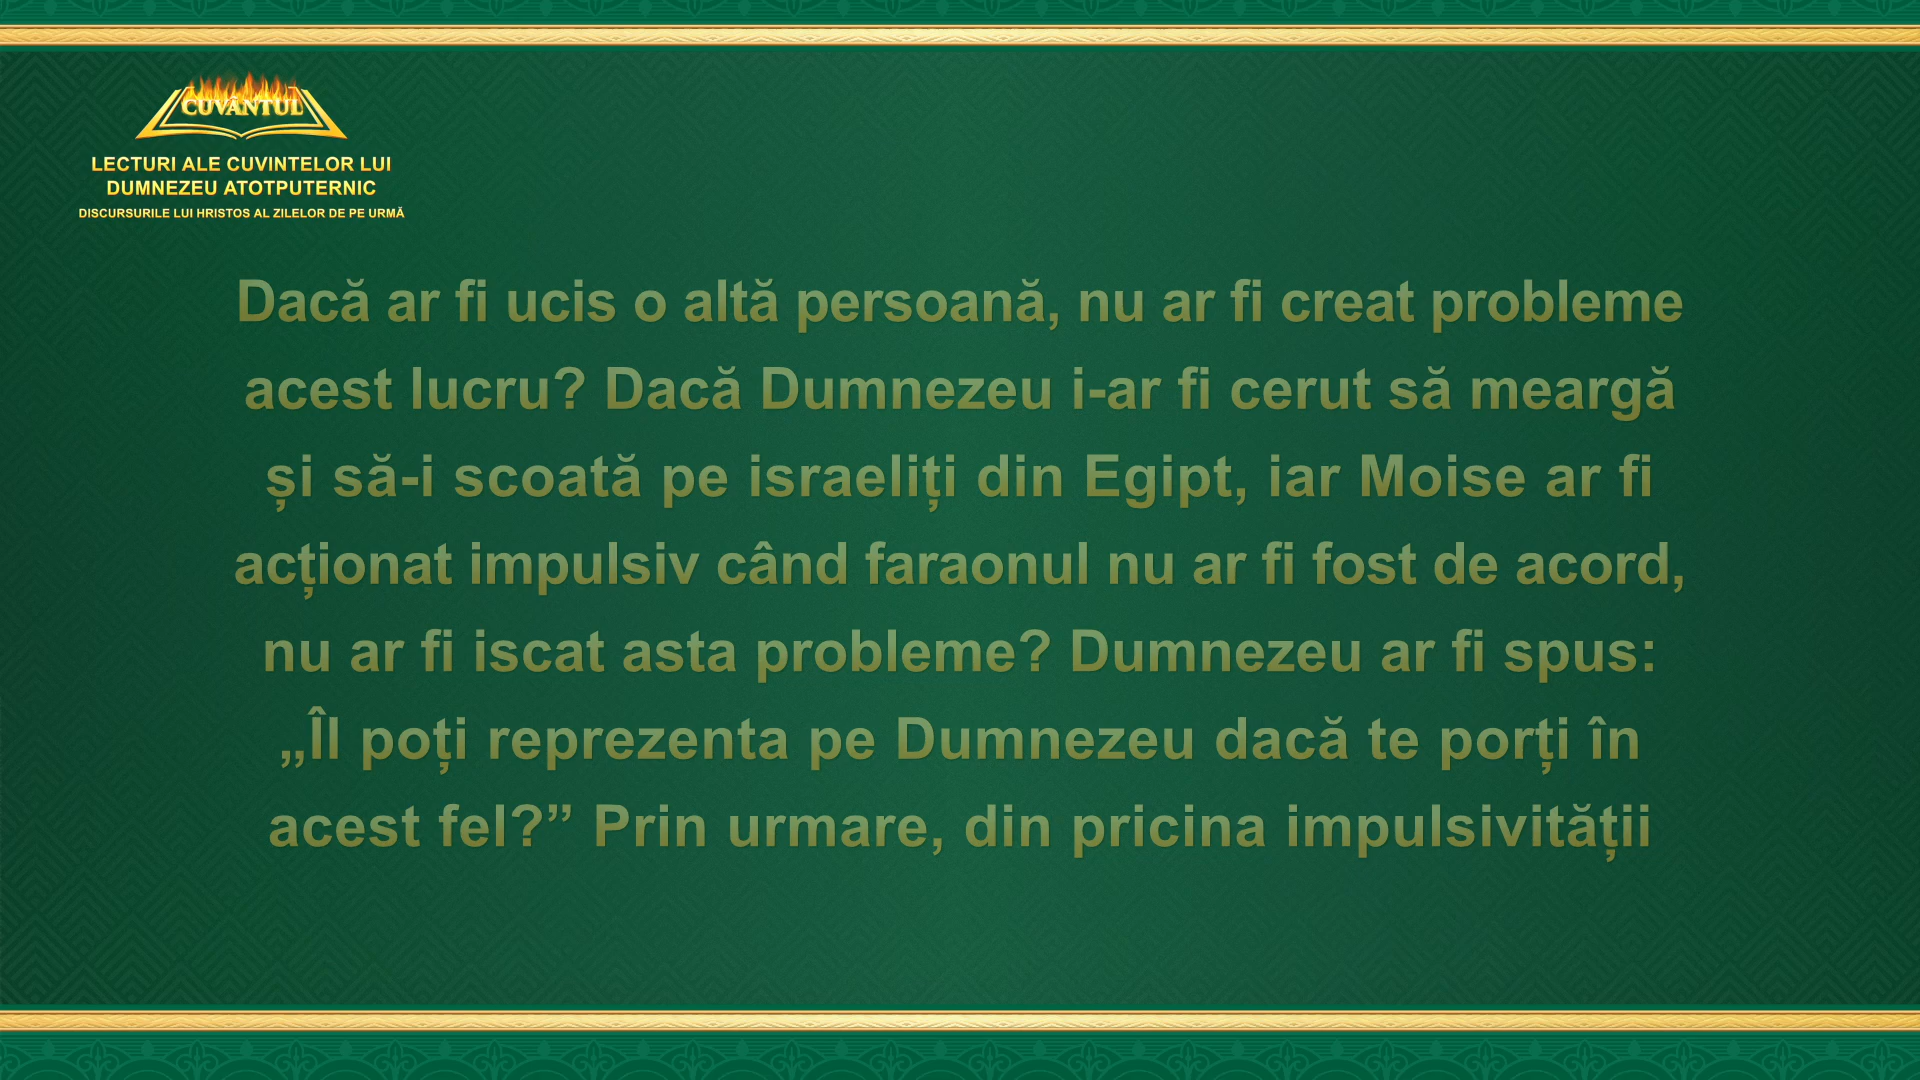 CUVÂNTUL
LECTURI ALE CUVINTELOR LUI
DUMNEZEU ATOTPUTERNIC
DISCURSURILE LUI HRISTOS AL ZILELOR DE PE URMĂ
Dacă ar fi ucis o altă persoană, nu ar fi creat probleme
acest lucru? Dacă Dumnezeu i-ar fi cerut să meargă
și să-i scoată pe israeliți din Egipt, iar Moise ar fi
acționat impulsiv când faraonul nu ar fi fost de acord,
nu ar fi iscat asta probleme? Dumnezeu ar fi spus:
„Îl poți reprezenta pe Dumnezeu dacă te porți în
acest fel?” Prin urmare, din pricina impulsivității